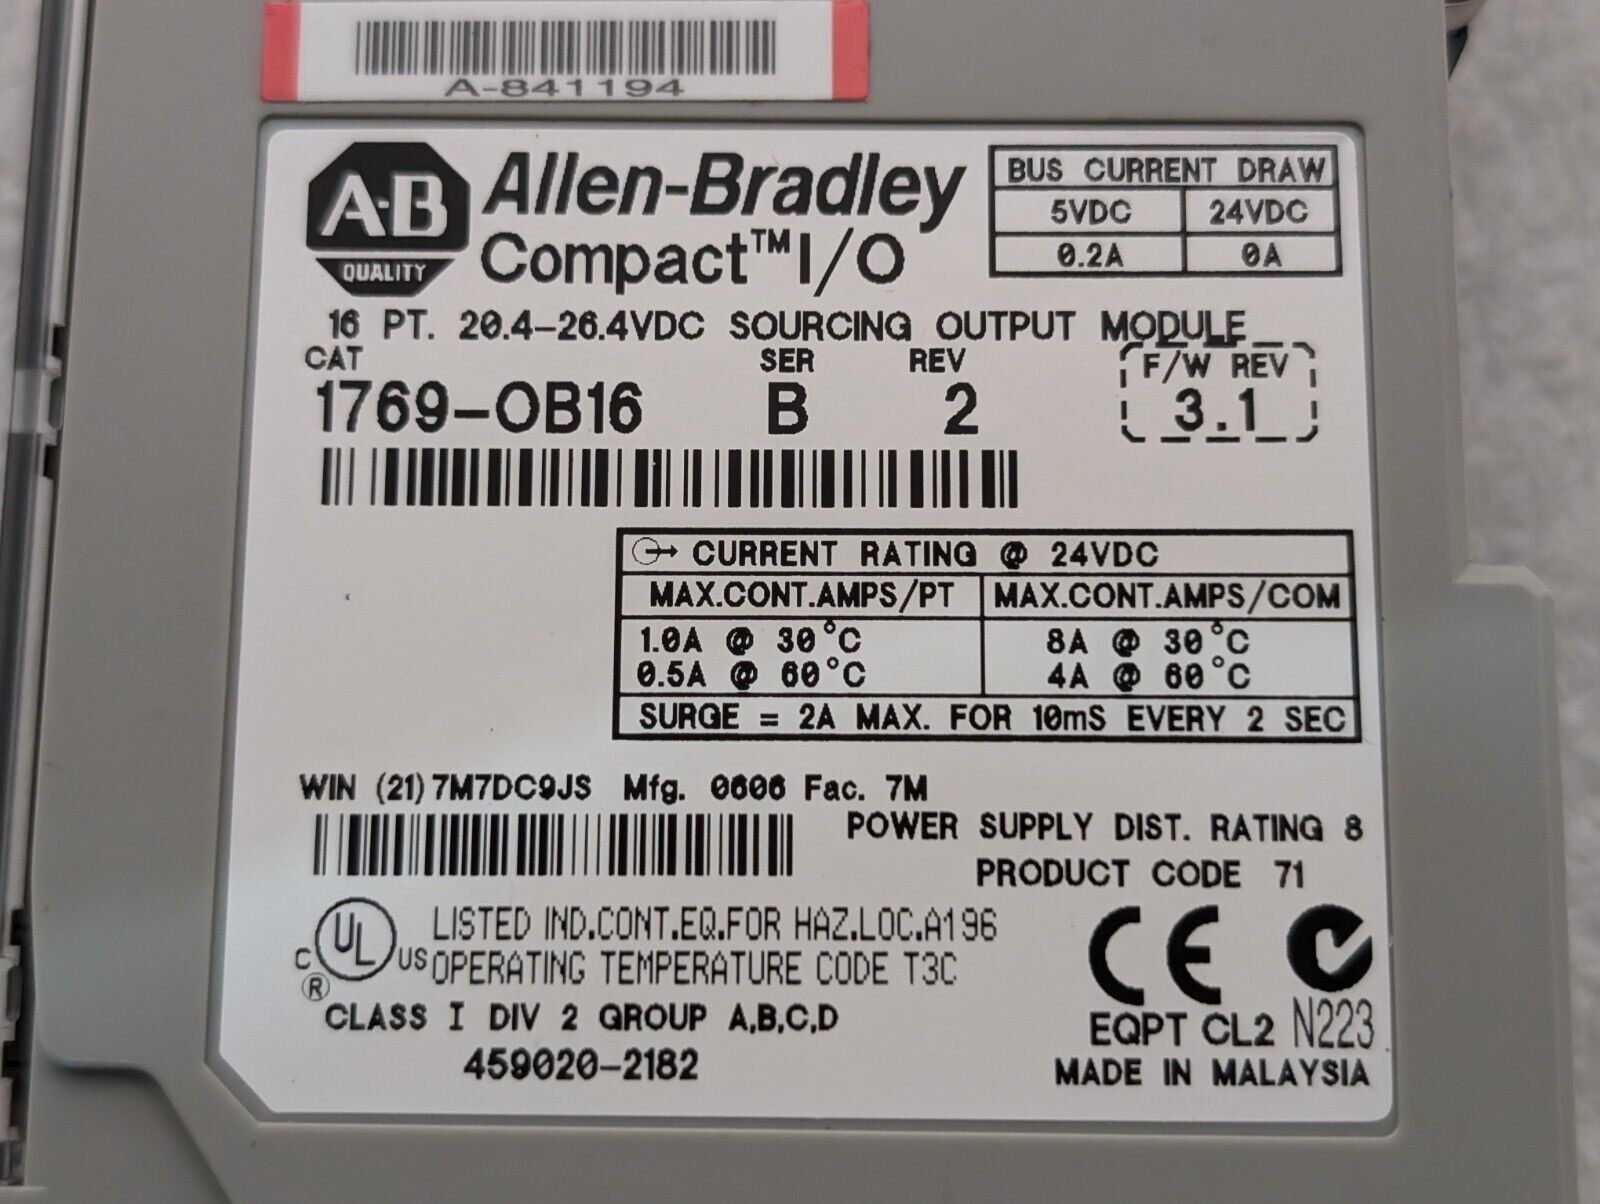 A-841194
A-B
QUALITY
Allen-Bradley
Compact™ I/O
BUS CURRENT DRAW
5VDC 24VDC
0.2A 0A
16 PT. 20.4-26.4VDC SOURCING OUTPUT MODULE
CAT SER REV F/W REV
1769-OB16 B 2 3.1
CURRENT RATING @ 24VDC
MAX.CONT.AMPS/PT MAX.CONT.AMPS/COM
1.0A @ 30°C 8A @ 30°C
0.5A @ 60°C 4A @ 60°C
SURGE = 2A MAX. FOR 10mS EVERY 2 SEC
WIN (21) 7M7DC9JS Mfg. 0606 Fac. 7M
POWER SUPPLY DIST. RATING 8
PRODUCT CODE 71
C UL US ®
LISTED IND.CONT.EQ.FOR HAZ.LOC.A196
OPERATING TEMPERATURE CODE T3C
CLASS I DIV 2 GROUP A,B,C,D
459020-2182
CE
EQPT CL2 N223
MADE IN MALAYSIA